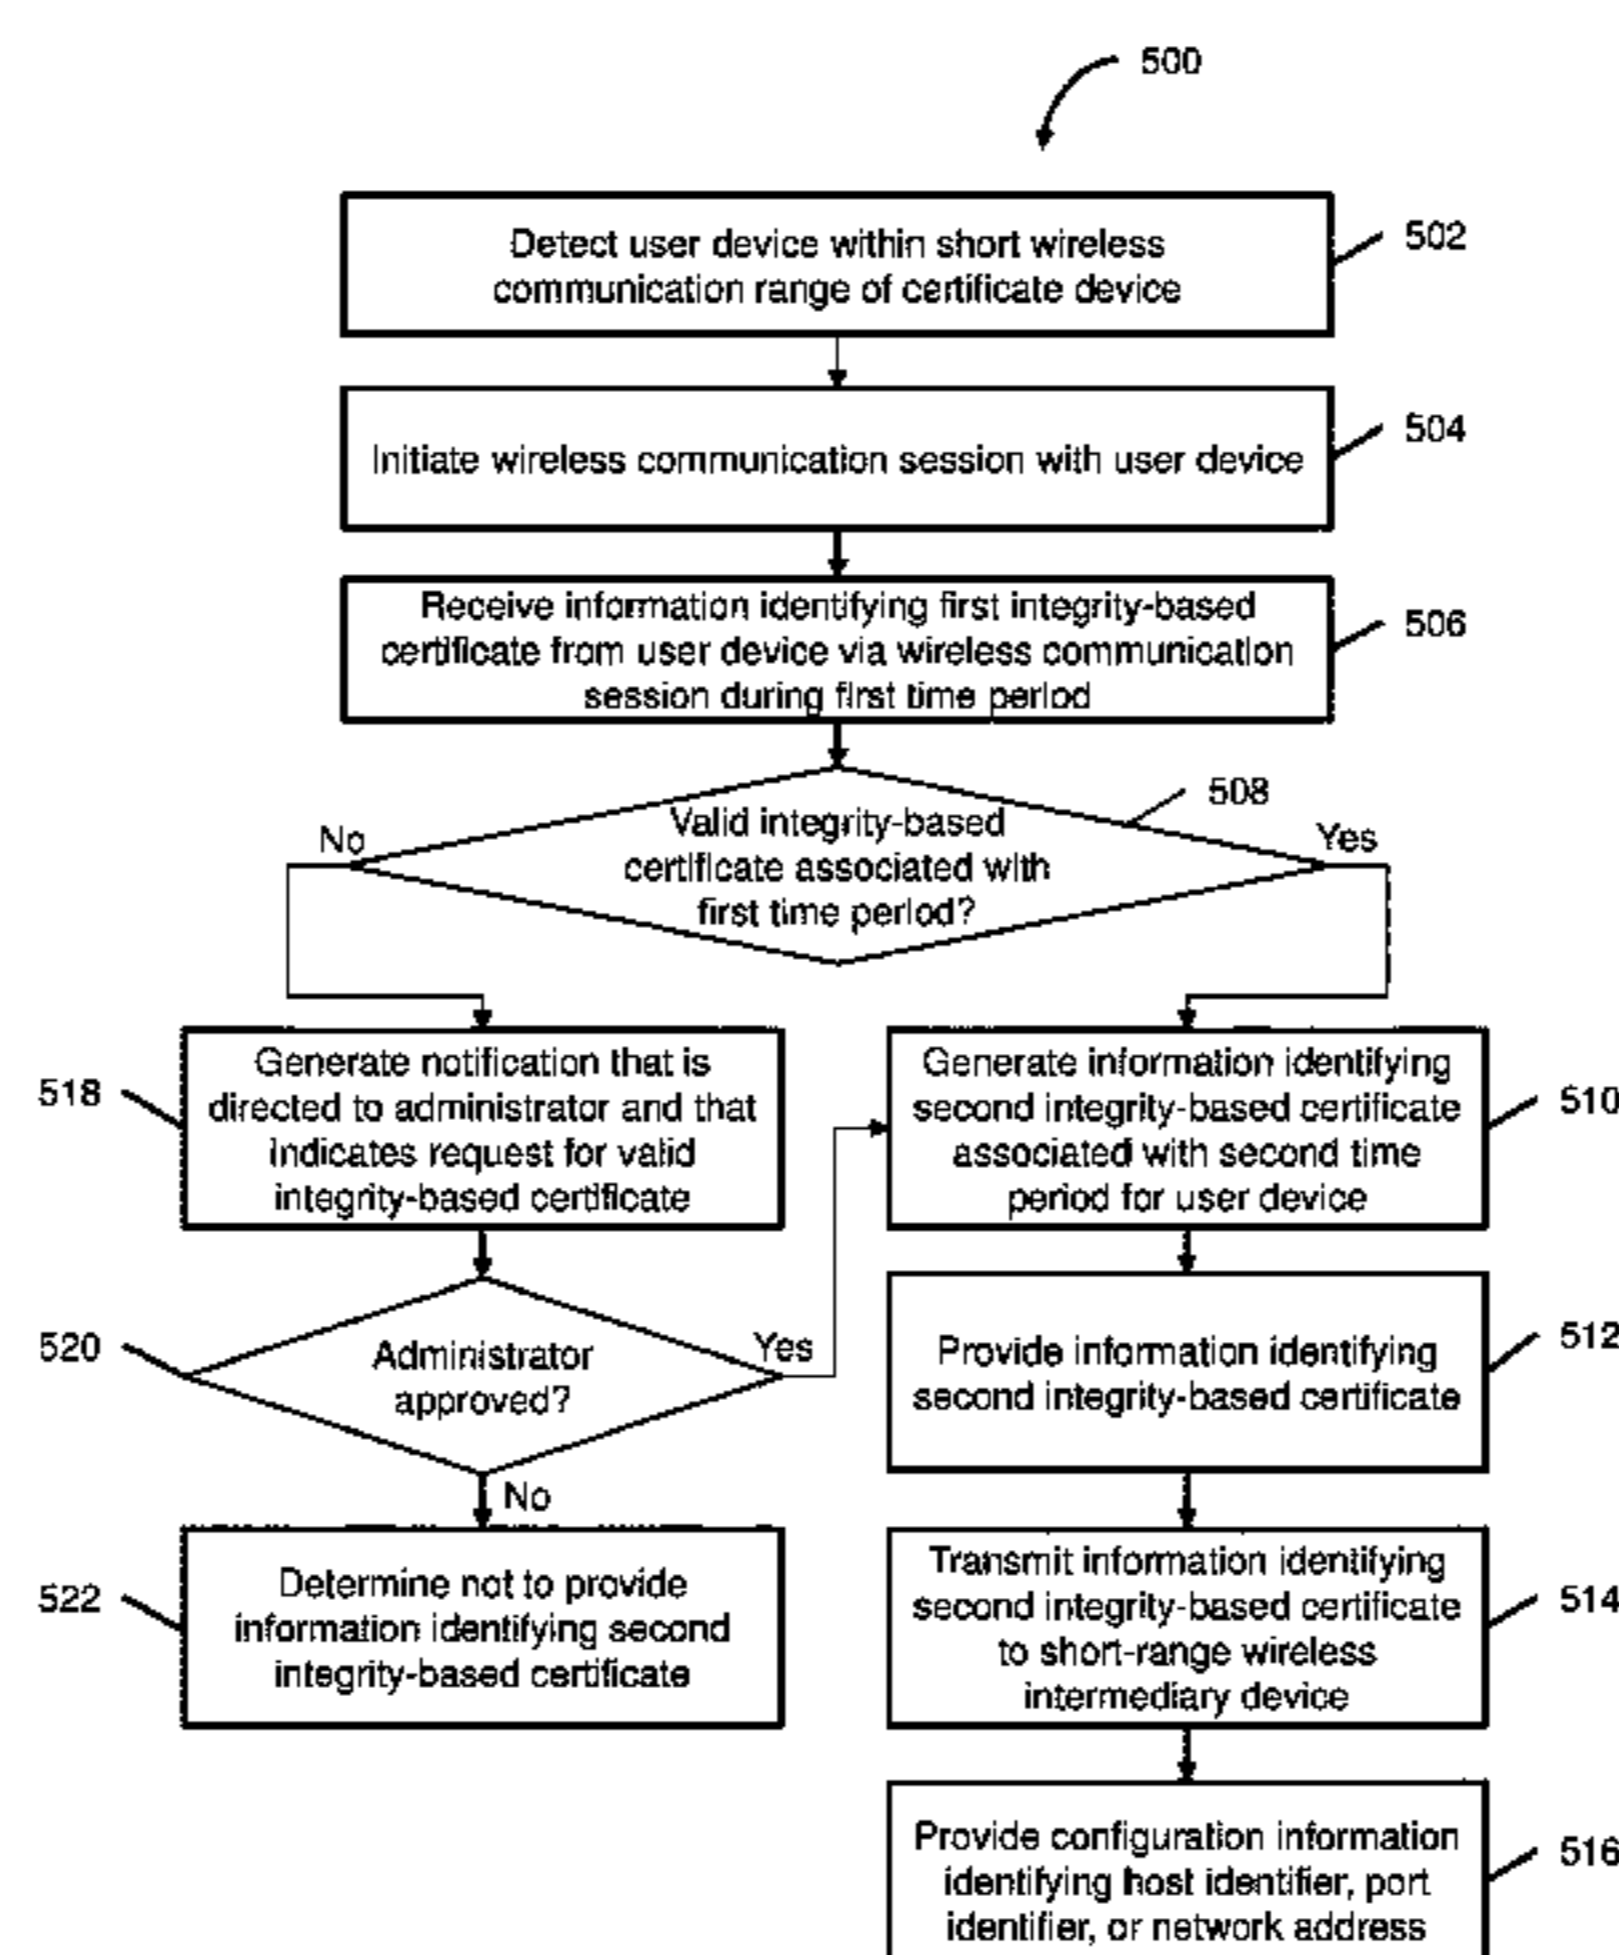 500
Detect user device within short wireless
communication range of certificate device
502
Initiate wireless communication session with user device
504
Receive information identifying first integrity-based
certificate from user device via wireless communication
session during first time period
506
508
Valid integrity-based
certificate associated with
first time period?
No
Yes
518
Generate notification that is
directed to administrator and that
indicates request for valid
integrity-based certificate
Generate information identifying
second integrity-based certificate
associated with second time
period for user device
510
520
Administrator
approved?
Yes
No
Provide information identifying
second integrity-based certificate
512
522
Determine not to provide
information identifying second
integrity-based certificate
Transmit information identifying
second integrity-based certificate
to short-range wireless
intermediary device
514
Provide configuration information
identifying host identifier, port
identifier, or network address
516